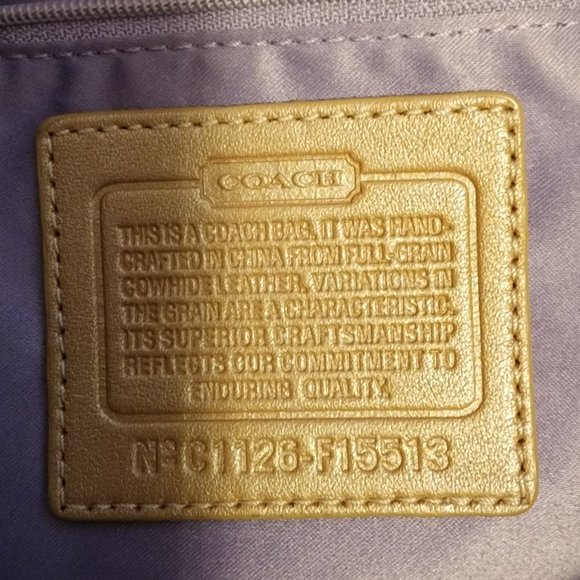 COACH
THIS IS A COACH BAG. IT WAS HAND-
CRAFTED IN CHINA FROM FULL-GRAIN
COWHIDE LEATHER. VARIATIONS IN
THE GRAIN ARE A CHARACTERISTIC.
ITS SUPERIOR CRAFTSMANSHIP
REFLECTS OUR COMMITMENT TO
ENDURING QUALITY.
Nº C1126-F15513